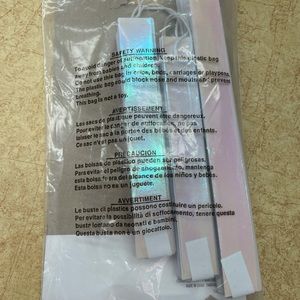 SAFETY WARNING
To avoid danger of suffocation, Keep this plastic bag
away from babies and children.
Do not use this bag in cribs, beds, carriages or playpens.
The plastic bag could block nose and mouth and prevent
breathing.
This bag is not a toy.
AVERTISSEMENT
Les sacs de plastique peuvent être dangereux.
Pour eviter le danger de suffocation, ne pas
laisser à la portée des bébés et des enfants.
Ce sac n'est pas un jouet.
PRECAUCION
Las bolsas de plastico pueden ser peligrosas.
Para evitar el peligro de ahogamiento, mantenga
esta bolsa fuera del alcance de niños y bebés.
Esta bolsa no es un juguete.
AVVERTIMENT
Le buste di plastica possono costituire un pericolo.
Per evitare la possibilità di soffocamento, tenere questa
busta lontano da neonati e bambini.
Questa busta non è un giocattolo.